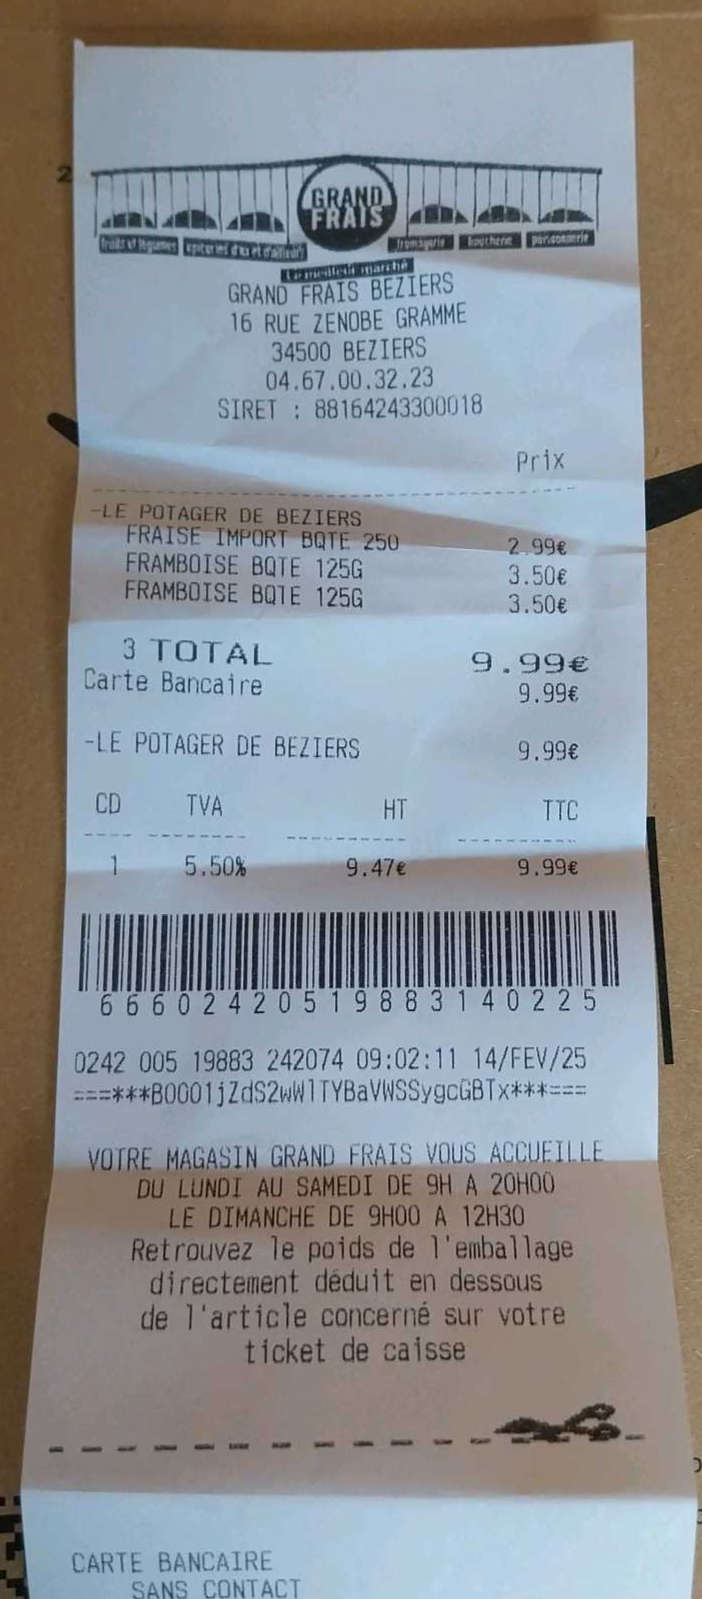 GRAND
FRAIS
fruits et légumes épiceries d'ici et d'ailleurs fromagerie boucherie poissonnerie
Le meilleur marché
GRAND FRAIS BEZIERS
16 RUE ZENOBE GRAMME
34500 BEZIERS
04.67.00.32.23
SIRET : 88164243300018
Prix
-LE POTAGER DE BEZIERS
FRAISE IMPORT BQTE 250 2.99€
FRAMBOISE BQTE 125G 3.50€
FRAMBOISE BQTE 125G 3.50€
3 TOTAL 9.99€
Carte Bancaire 9.99€
-LE POTAGER DE BEZIERS 9.99€
CD TVA HT TTC
1 5.50% 9.47€ 9.99€
6660242051988314 0225
0242 005 19883 242074 09:02:11 14/FEV/25
===***B0001jZdS2wWlTYBaVWSSygcGBTx***===
VOTRE MAGASIN GRAND FRAIS VOUS ACCUEILLE
DU LUNDI AU SAMEDI DE 9H A 20H00
LE DIMANCHE DE 9H00 A 12H30
Retrouvez le poids de l'emballage
directement déduit en dessous
de l'article concerné sur votre
ticket de caisse
CARTE BANCAIRE
SANS CONTACT